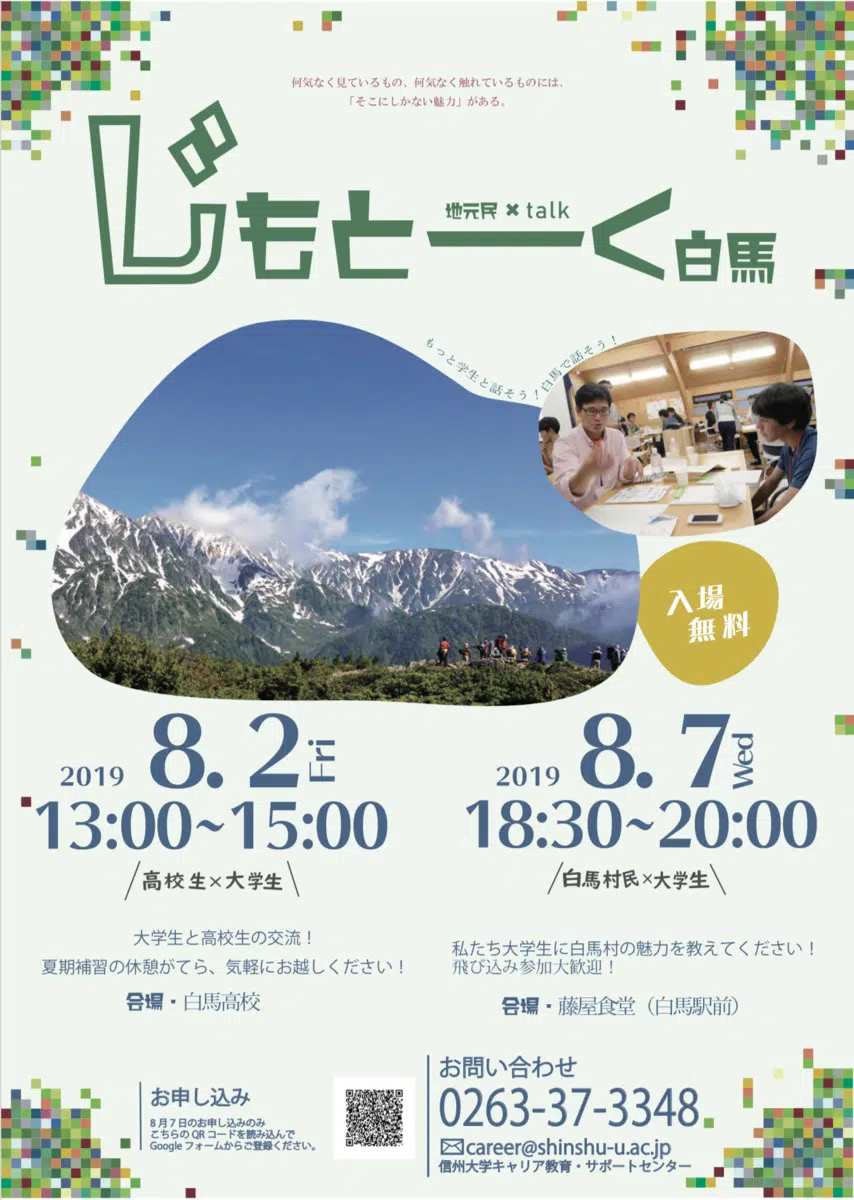 何気なく見ているもの、何気なく触れているものには、
「そこにしかない魅力」がある。
じもとーく白馬
地元民×talk
もっと学生と話そう！白馬で話そう！
入場
無料
2019 8.2 Fri
13:00~15:00
高校生×大学生
大学生と高校生の交流！
夏期補習の休憩がてら、気軽にお越しください！
会場・白馬高校
2019 8.7 Wed
18:30~20:00
白馬村民×大学生
私たち大学生に白馬村の魅力を教えてください！
飛び込み参加大歓迎！
会場・藤屋食堂（白馬駅前）
お申し込み
8月7日のお申し込みのみ
こちらのQRコードを読み込んで
Googleフォームからご登録ください。
お問い合わせ
0263-37-3348
career@shinshu-u.ac.jp
信州大学キャリア教育・サポートセンター